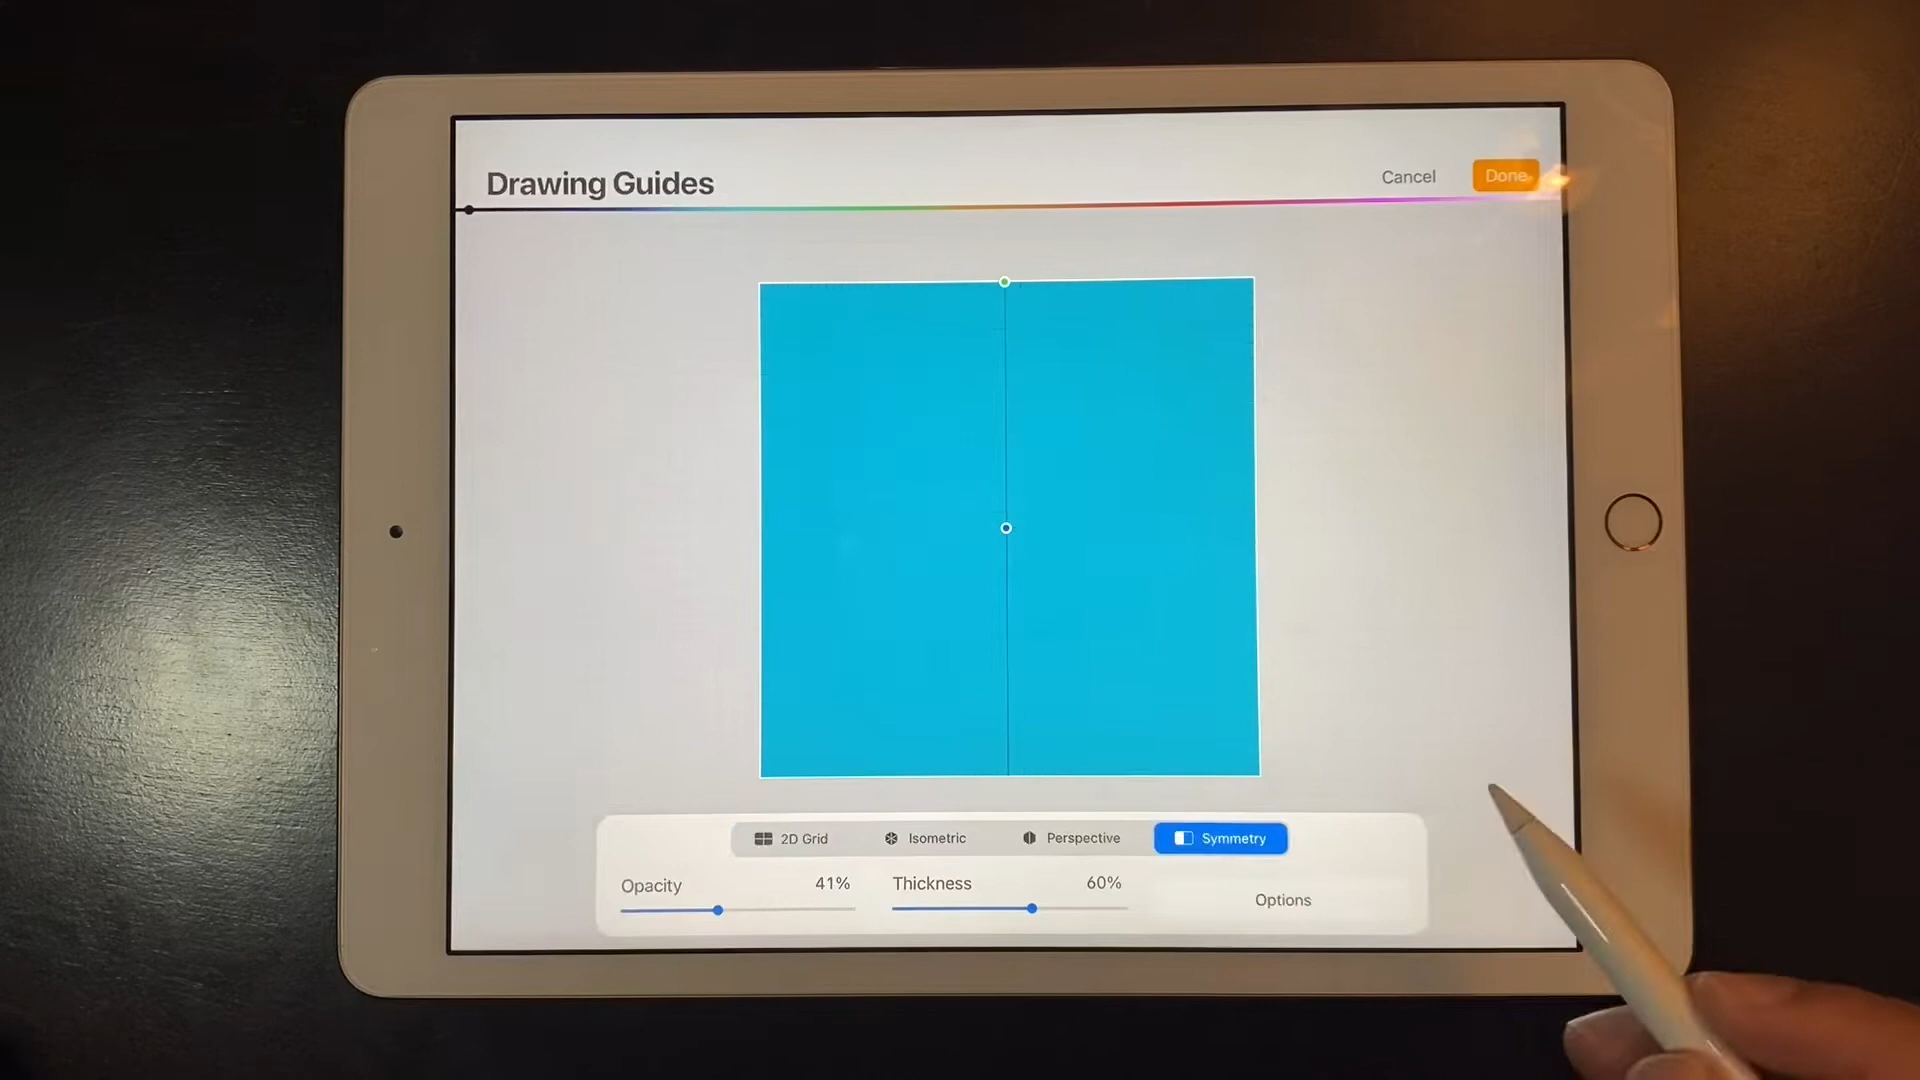 Drawing Guides
Cancel
Done
2D Grid
Isometric
Perspective
Symmetry
Opacity
41%
Thickness
60%
Options